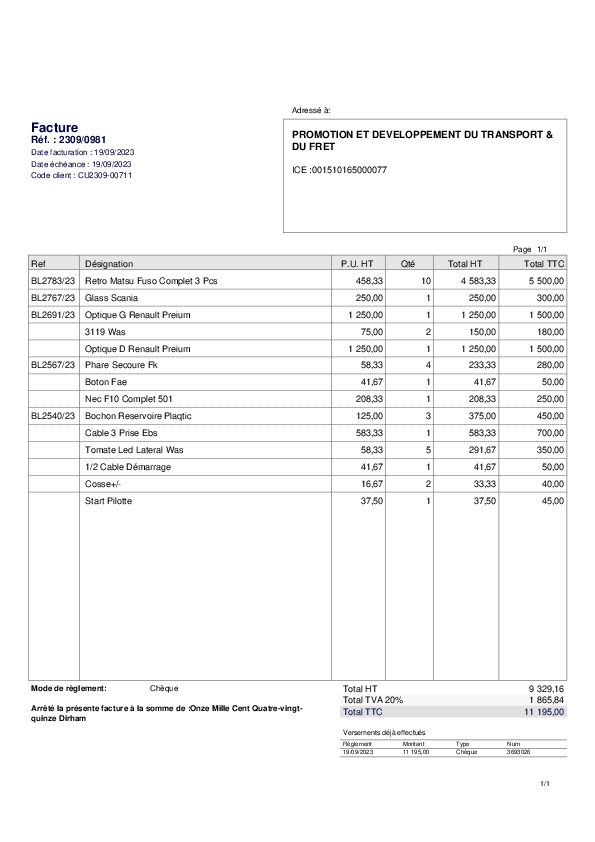 Adressé à:
Facture
Réf. : 2309/0981
Date facturation : 19/09/2023
Date échéance : 19/09/2023
Code client : CU2309-00711
PROMOTION ET DEVELOPPEMENT DU TRANSPORT &
DU FRET
ICE :001510165000077
Page 1/1
Ref Désignation P.U. HT Qté Total HT Total TTC
BL2783/23 Retro Matsu Fuso Complet 3 Pcs 458,33 10 4 583,33 5 500,00
BL2767/23 Glass Scania 250,00 1 250,00 300,00
BL2691/23 Optique G Renault Preium 1 250,00 1 1 250,00 1 500,00
3119 Was 75,00 2 150,00 180,00
Optique D Renault Preium 1 250,00 1 1 250,00 1 500,00
BL2567/23 Phare Secoure Fk 58,33 4 233,33 280,00
Boton Fae 41,67 1 41,67 50,00
Nec F10 Complet 501 208,33 1 208,33 250,00
BL2540/23 Bochon Reservoire Plaqtic 125,00 3 375,00 450,00
Cable 3 Prise Ebs 583,33 1 583,33 700,00
Tomate Led Lateral Was 58,33 5 291,67 350,00
1/2 Cable Démarrage 41,67 1 41,67 50,00
Cosse+/- 16,67 2 33,33 40,00
Start Pilotte 37,50 1 37,50 45,00
Mode de règlement: Chèque
Total HT 9 329,16
Total TVA 20% 1 865,84
Total TTC 11 195,00
Arrêté la présente facture à la somme de :Onze Mille Cent Quatre-vingt-
quinze Dirham
Versements déjà effectués
Règlement Montant Type Num
19/09/2023 11 195,00 Chèque 3693026
1/1